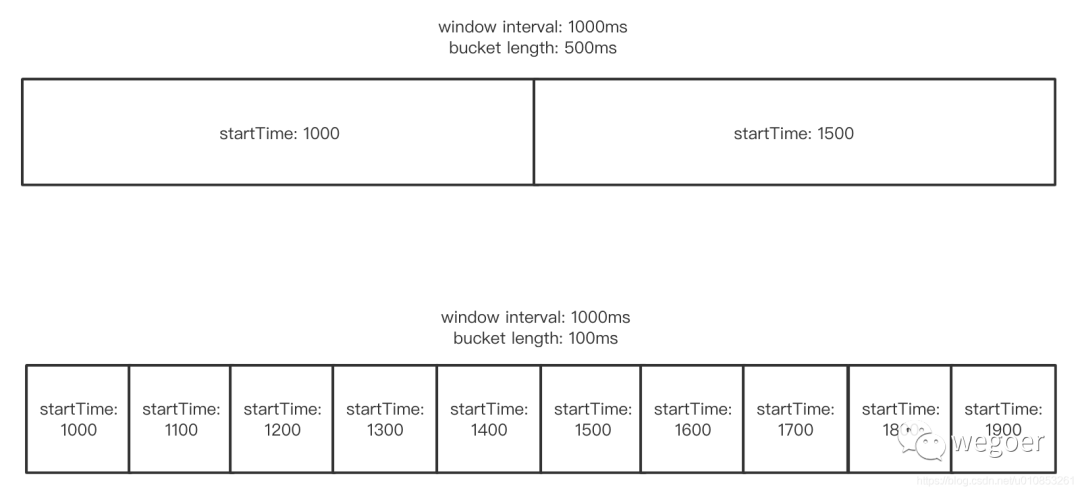 window interval: 1000ms
bucket length: 500ms
startTime: 1000
startTime: 1500
window interval: 1000ms
bucket length: 100ms
startTime:
1000
startTime:
1100
startTime:
1200
startTime:
1300
startTime:
1400
startTime:
1500
startTime:
1600
startTime:
1700
startTime:
1800
startTime:
1900
wegoer
https://blog.csdn.net/u010853261